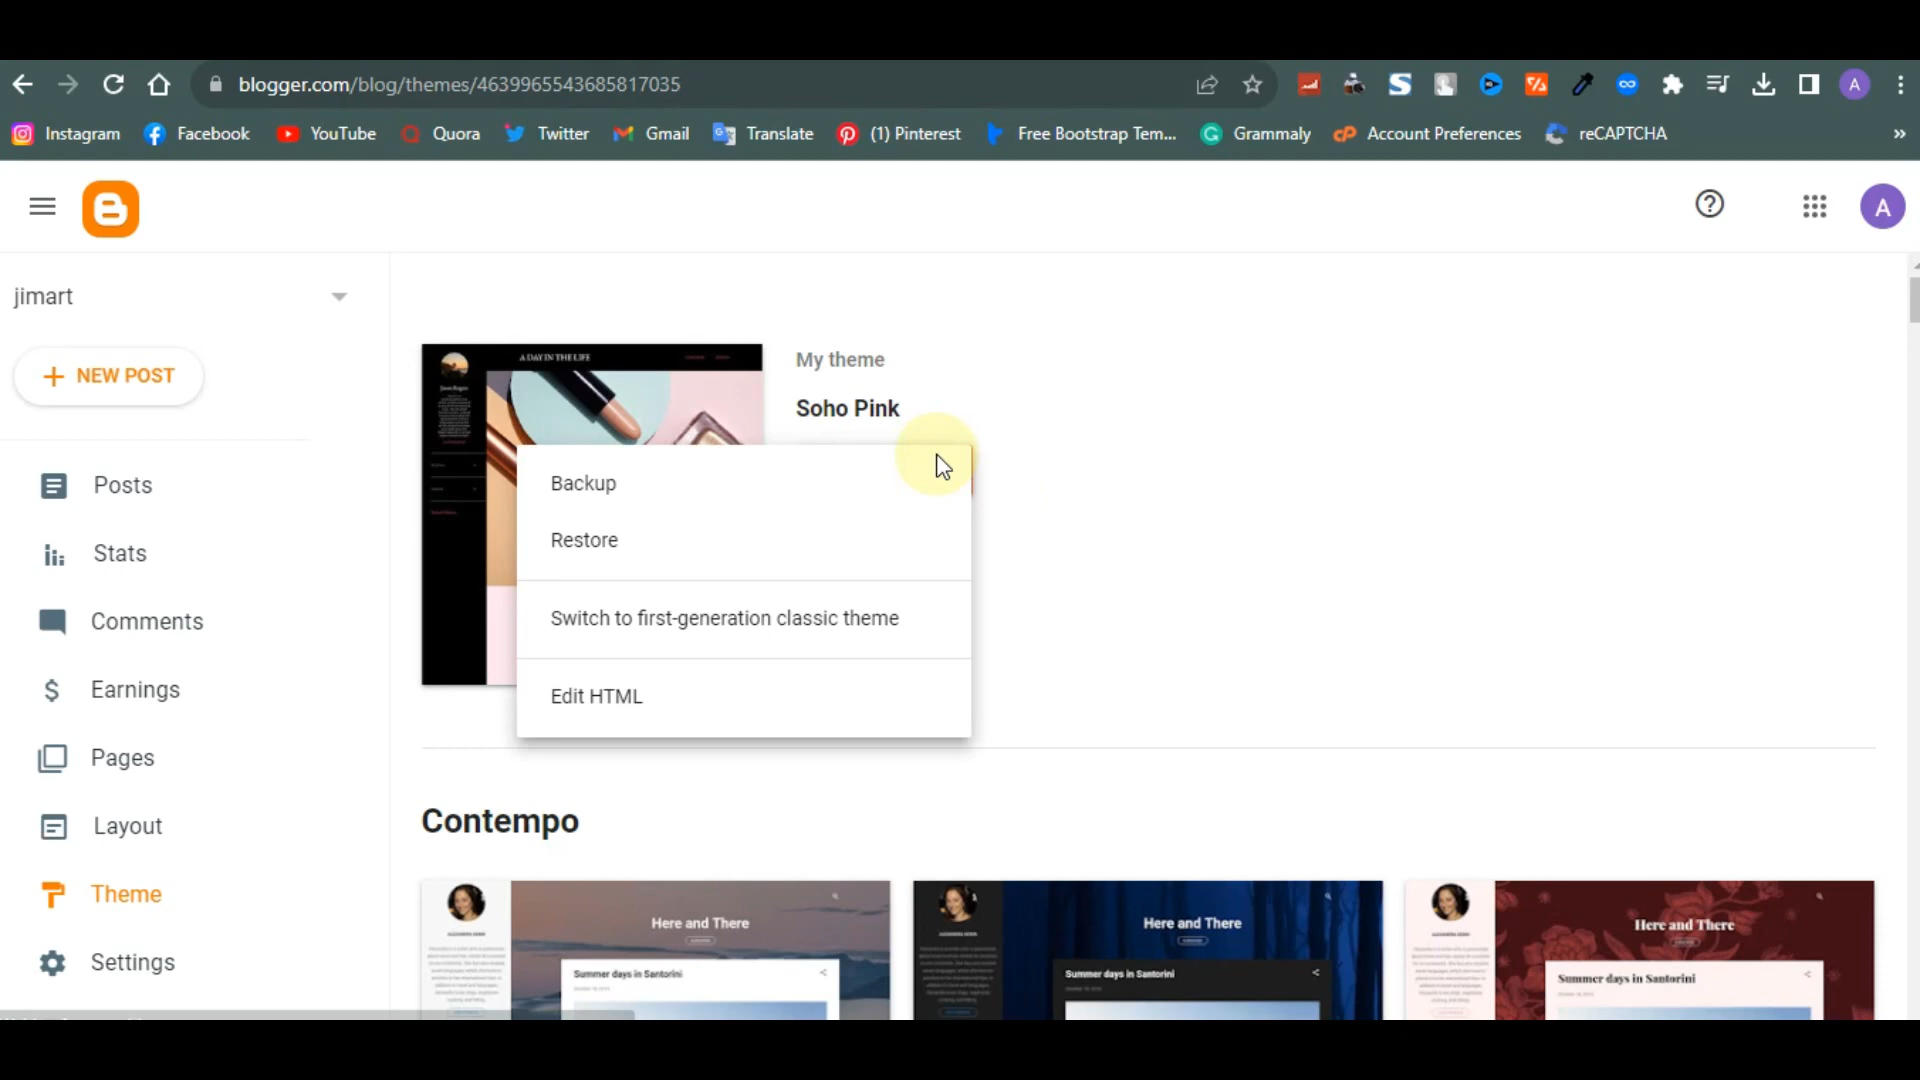 blogger.com/blog/themes/4639965543685817035
A
Instagram Facebook YouTube Quora Twitter Gmail Translate (1) Pinterest Free Bootstrap Tem... Grammaly Account Preferences reCAPTCHA »
A
jimart
NEW POST
Posts
Stats
Comments
Earnings
Pages
Layout
Theme
Settings
A DAY IN THE LIFE
My theme
Soho Pink
Backup
Restore
Switch to first-generation classic theme
Edit HTML
Contempo
Here and There
Summer days in Santorini
Here and There
Summer days in Santorini
Here and There
Summer days in Santorini